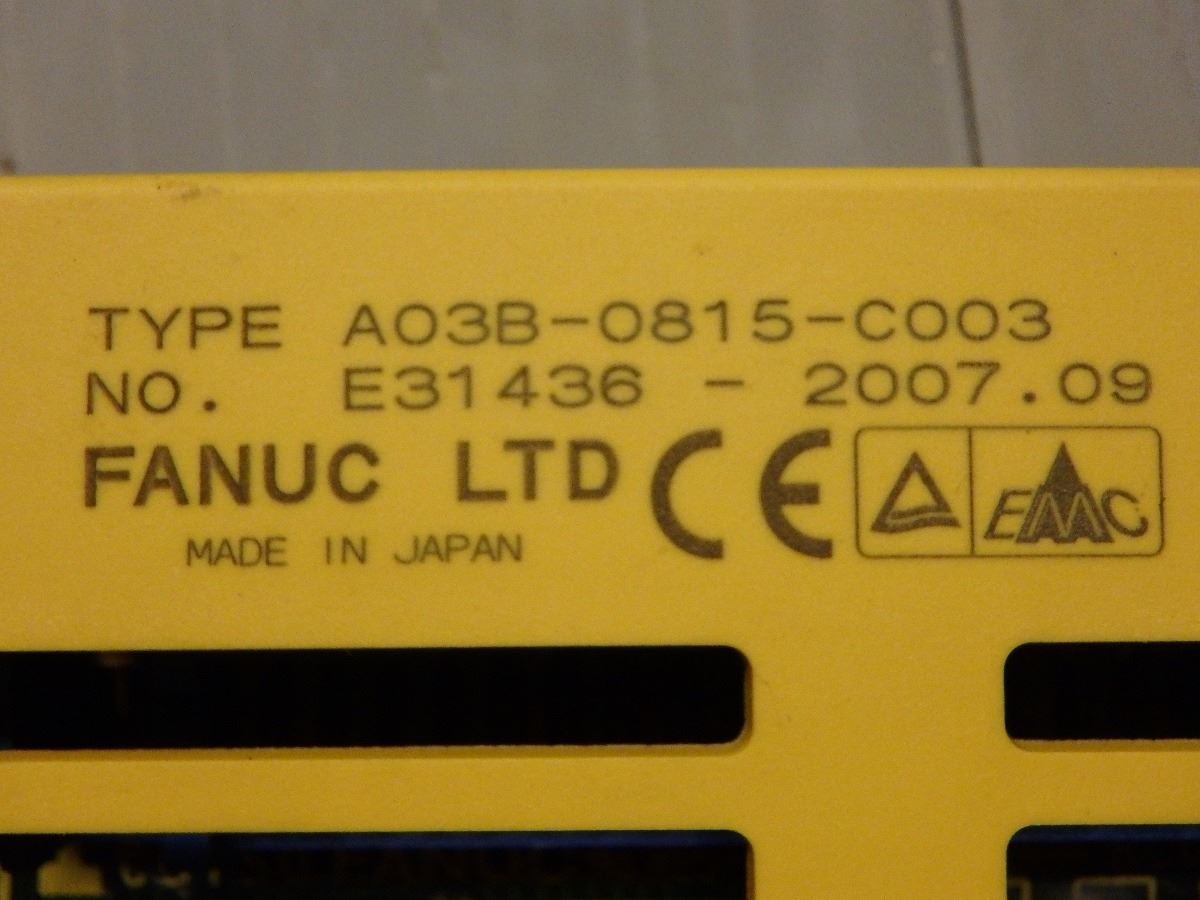 TYPE A03B-0815-C003
NO. E31436 - 2007.09
FANUC LTD CE EMC
MADE IN JAPAN